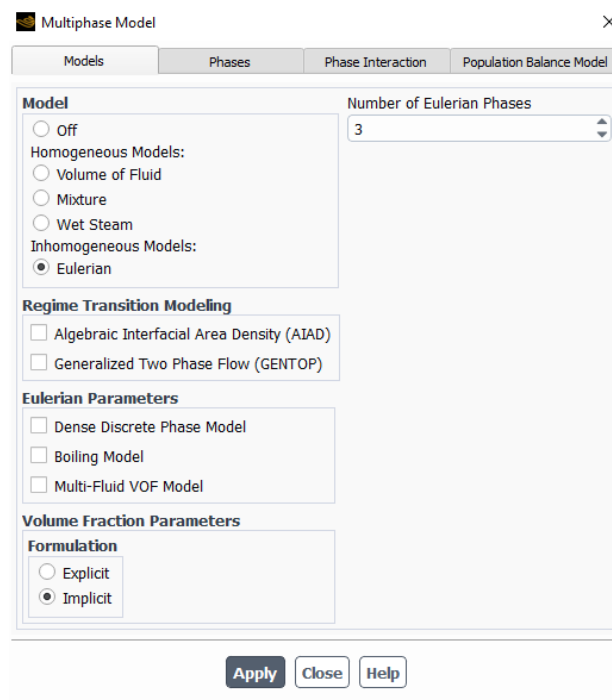 Multiphase Model
Models
Phases
Phase Interaction
Population Balance Model
Model
Off
Homogeneous Models:
Volume of Fluid
Mixture
Wet Steam
Inhomogeneous Models:
Eulerian
Number of Eulerian Phases
3
Regime Transition Modeling
Algebraic Interfacial Area Density (AIAD)
Generalized Two Phase Flow (GENTOP)
Eulerian Parameters
Dense Discrete Phase Model
Boiling Model
Multi-Fluid VOF Model
Volume Fraction Parameters
Formulation
Explicit
Implicit
Apply
Close
Help